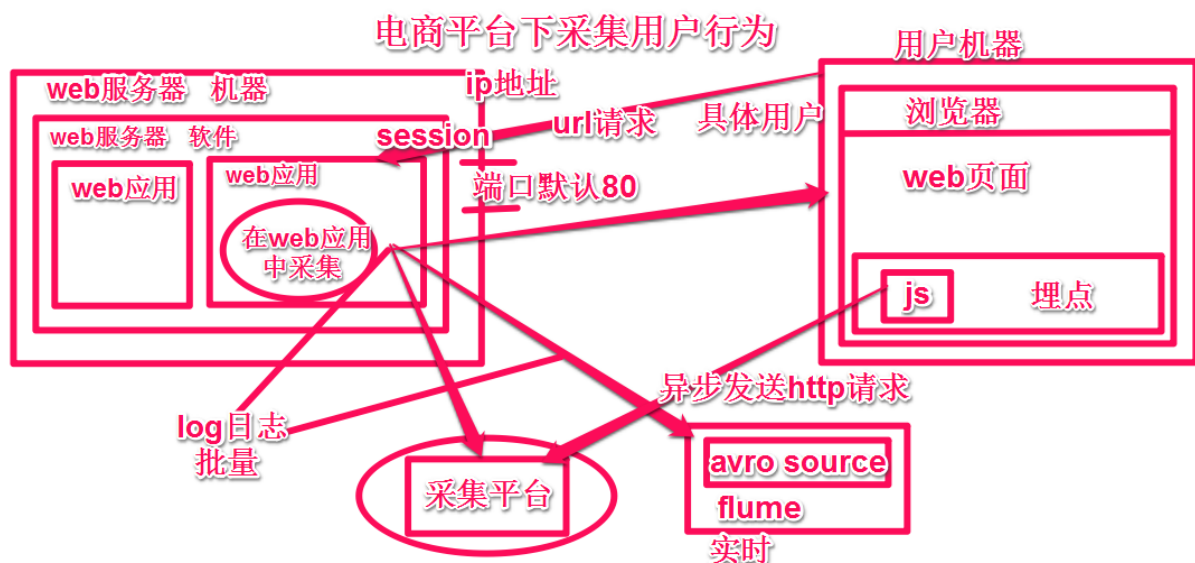 电商平台下采集用户行为
用户机器
web服务器 机器
ip地址
浏览器
web服务器 软件
session
url请求
具体用户
web应用
web应用
端口默认80
web页面
在web应用
中采集
js
埋点
异步发送http请求
log日志
批量
avro source
采集平台
flume
实时